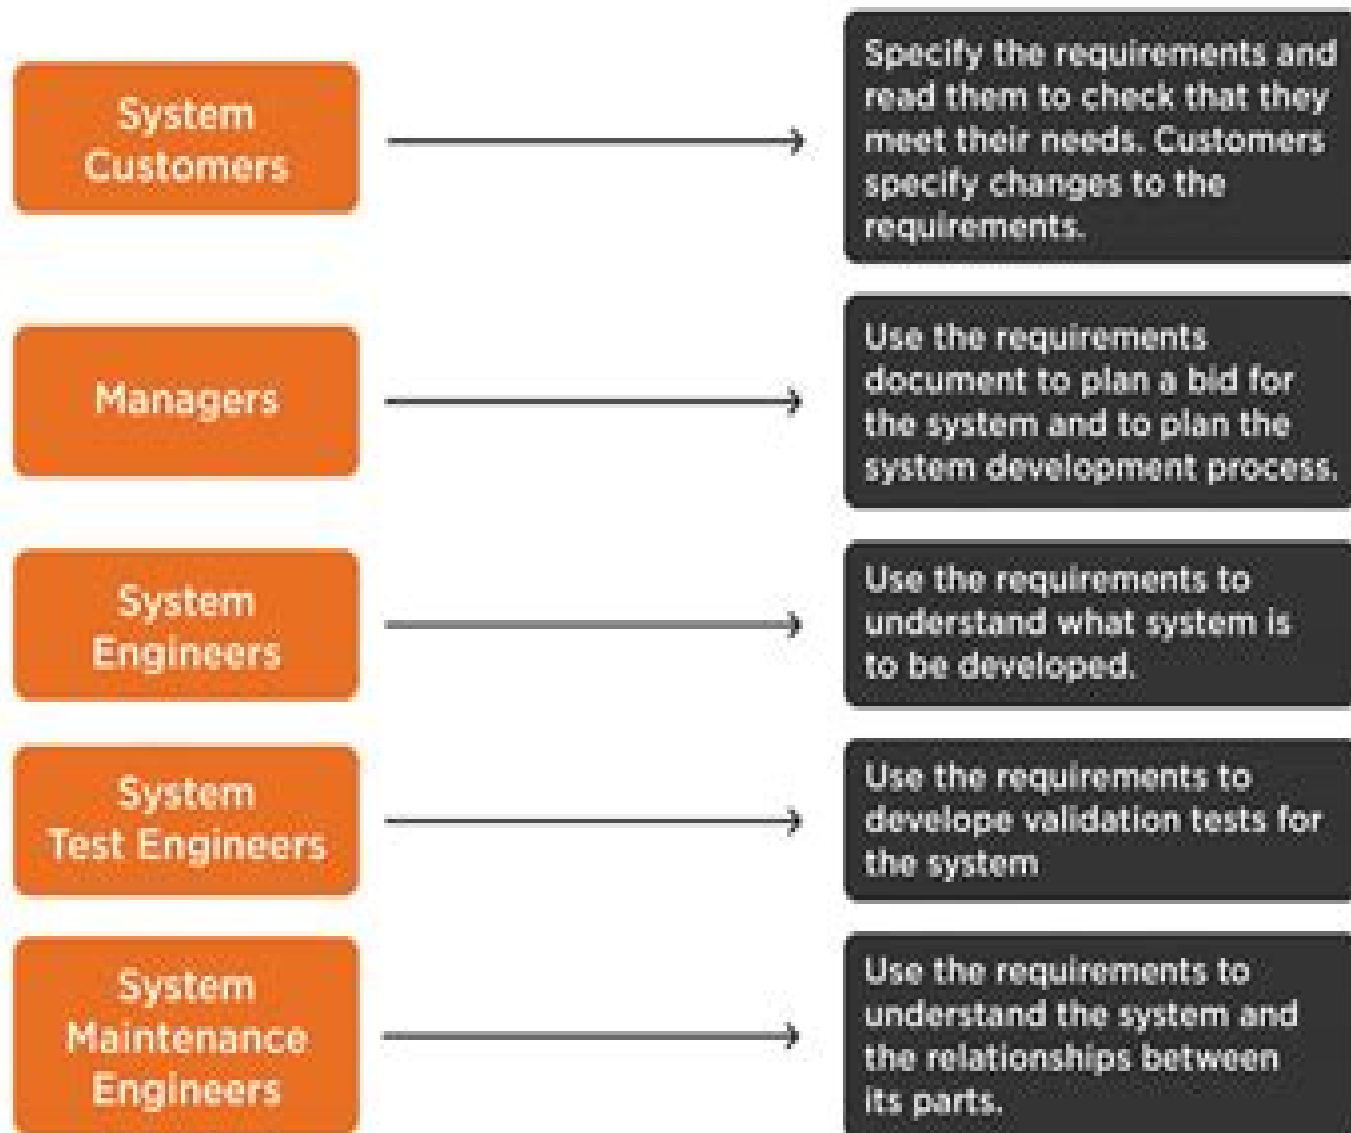 System
Customers
Specify the requirements and
read them to check that they
meet their needs. Customers
specify changes to the
requirements.
Managers
Use the requirements
document to plan a bid for
the system and to plan the
system development process.
System
Engineers
Use the requirements to
understand what system is
to be developed.
System
Test Engineers
Use the requirements to
develope validation tests for
the system
System
Maintenance
Engineers
Use the requirements to
understand the system and
the relationships between
its parts.